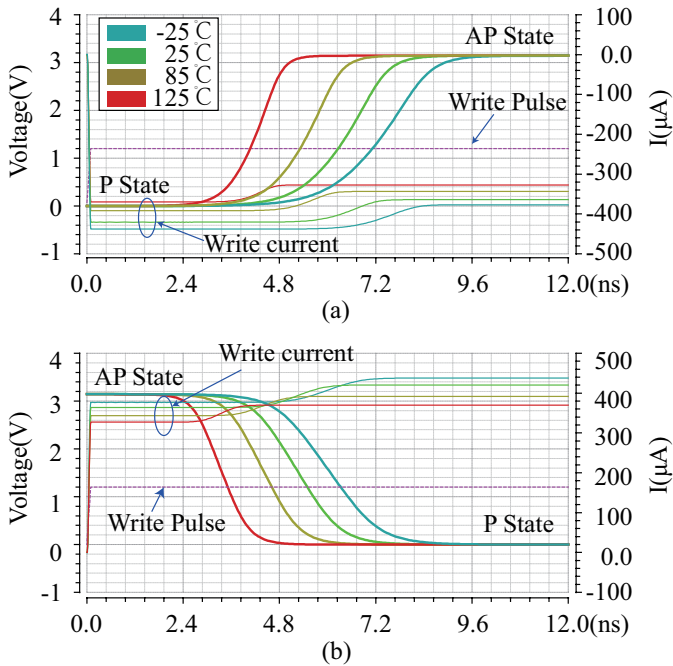 4
3
2
1
0
-1
Voltage(V)
-25℃
25℃
85℃
125℃
AP State
Write Pulse
P State
Write current
100
0.0
-100
-200
-300
-400
-500
I(μA)
0.0 2.4 4.8 7.2 9.6 12.0(ns)
(a)
4
3
2
1
0
-1
Voltage(V)
Write current
AP State
Write Pulse
P State
500
400
300
200
100
0.0
-100
I(μA)
0.0 2.4 4.8 7.2 9.6 12.0(ns)
(b)